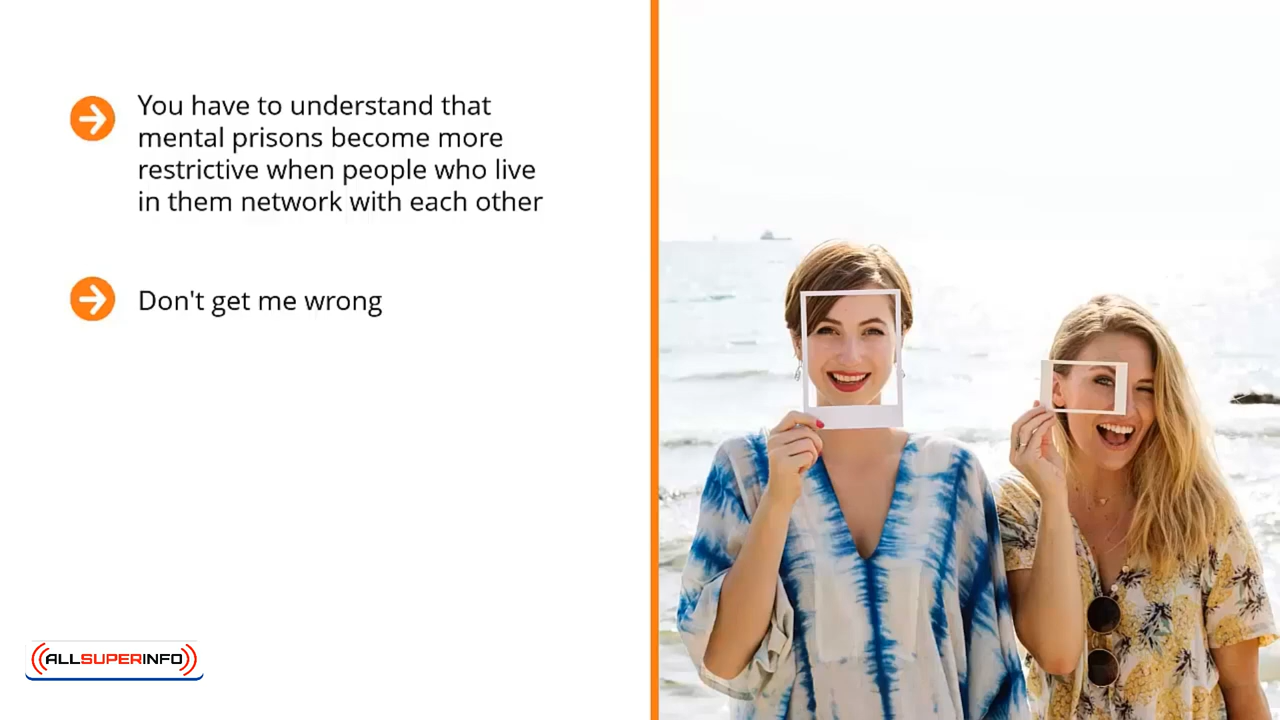 You have to understand that
mental prisons become more
restrictive when people who live
in them network with each other
Don't get me wrong
ALLSUPERINFO